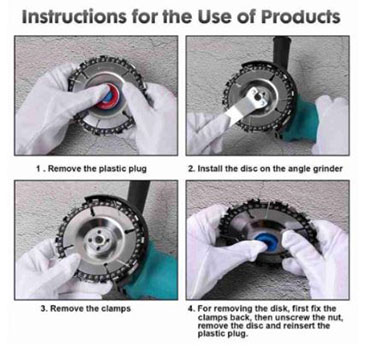 Instructions for the Use of Products
1 . Remove the plastic plug
2. Install the disc on the angle grinder
3. Remove the clamps
4. For removing the disk, first fix the
clamps back, then unscrew the nut,
remove the disc and reinsert the
plastic plug.